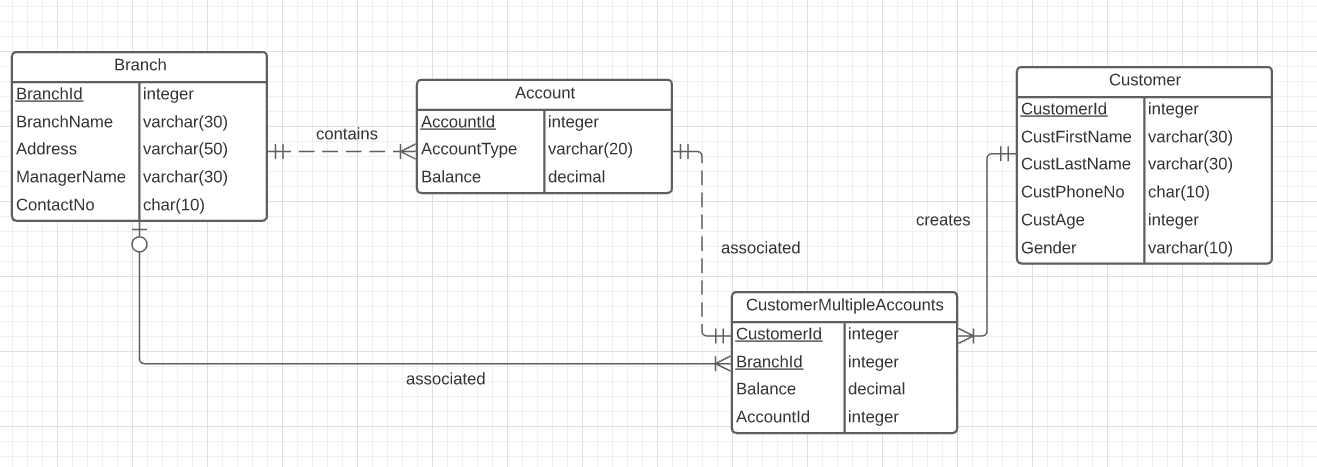 Branch
BranchId integer
BranchName varchar(30)
Address varchar(50)
ManagerName varchar(30)
ContactNo char(10)
contains
Account
AccountId integer
AccountType varchar(20)
Balance decimal
associated
Customer
CustomerId integer
CustFirstName varchar(30)
CustLastName varchar(30)
CustPhoneNo char(10)
CustAge integer
Gender varchar(10)
creates
CustomerMultipleAccounts
CustomerId integer
BranchId integer
Balance decimal
AccountId integer
associated